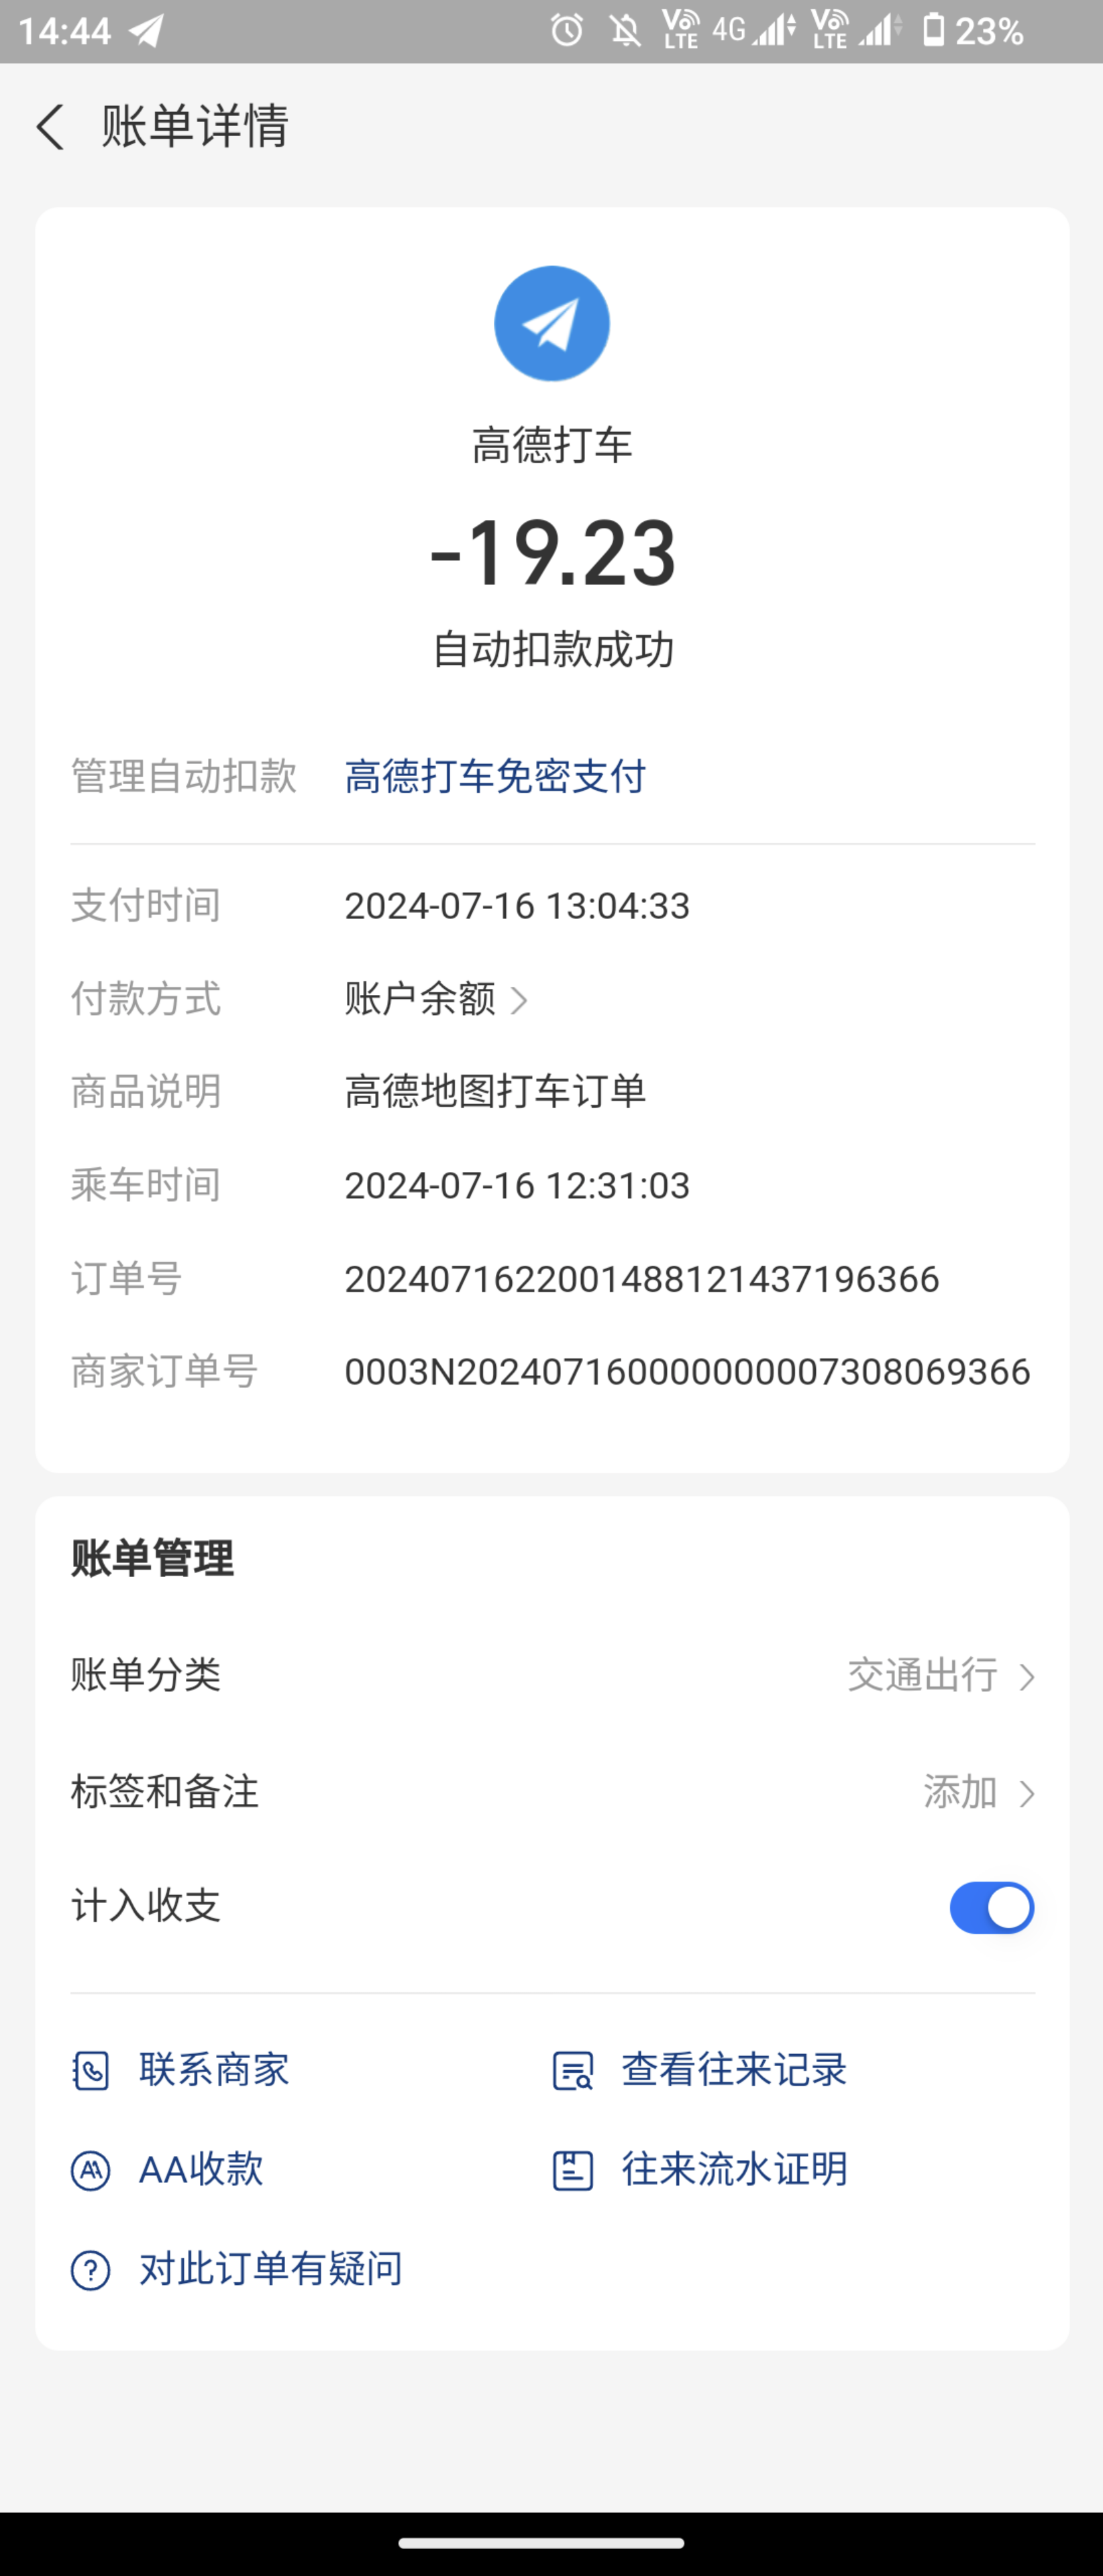 14:44 VoLTE 4G VoLTE 23%
账单详情
高德打车
-19.23
自动扣款成功
管理自动扣款 高德打车免密支付
支付时间 2024-07-16 13:04:33
付款方式 账户余额
商品说明 高德地图打车订单
乘车时间 2024-07-16 12:31:03
订单号 2024071622001488121437196366
商家订单号 0003N202407160000000007308069366
账单管理
账单分类 交通出行
标签和备注 添加
计入收支
联系商家 查看往来记录
AA收款 往来流水证明
对此订单有疑问